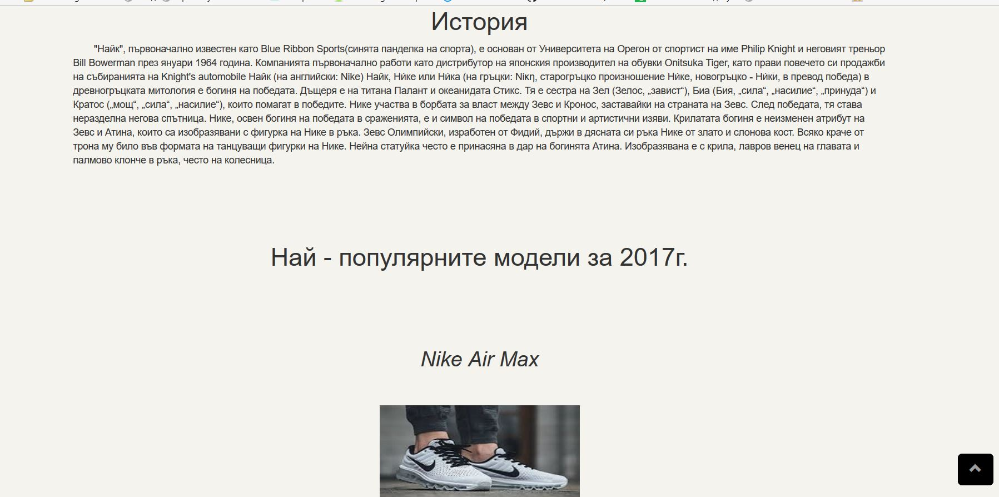 История
"Найк", първоначално известен като Blue Ribbon Sports(синята панделка на спорта), е основан от Университета на Орегон от спортист на име Philip Knight и неговият треньор
Bill Bowerman през януари 1964 година. Компанията първоначално работи като дистрибутор на японския производител на обувки Onitsuka Tiger, като прави повечето си продажби
на събиранията на Knight's automobile Найк (на английски: Nike) Найк, Нѝке или Нѝка (на гръцки: Νίκη, старогръцко произношение Нѝке, новогръцко - Нѝки, в превод победа) в
древногръцката митология е богиня на победата. Дъщеря е на титана Палант и океанидата Стикс. Тя е сестра на Зел (Зелос, „завист“), Биа (Бия, „сила“, „насилие“, „принуда“) и
Кратос („мощ“, „сила“, „насилие“), които помагат в победите. Нике участва в борбата за власт между Зевс и Кронос, заставайки на страната на Зевс. След победата, тя става
неразделна негова спътница. Нике, освен богиня на победата в сраженията, е и символ на победата в спортни и артистични изяви. Крилатата богиня е неизменен атрибут на
Зевс и Атина, които са изобразявани с фигурка на Нике в ръка. Зевс Олимпийски, изработен от Фидий, държи в дясната си ръка Нике от злато и слонова кост. Всяко краче от
трона му било във формата на танцуващи фигурки на Нике. Нейна статуйка често е принасяна в дар на богинята Атина. Изобразявана е с крила, лавров венец на главата и
палмово клонче в ръка, често на колесница.
Най - популярните модели за 2017г.
Nike Air Max